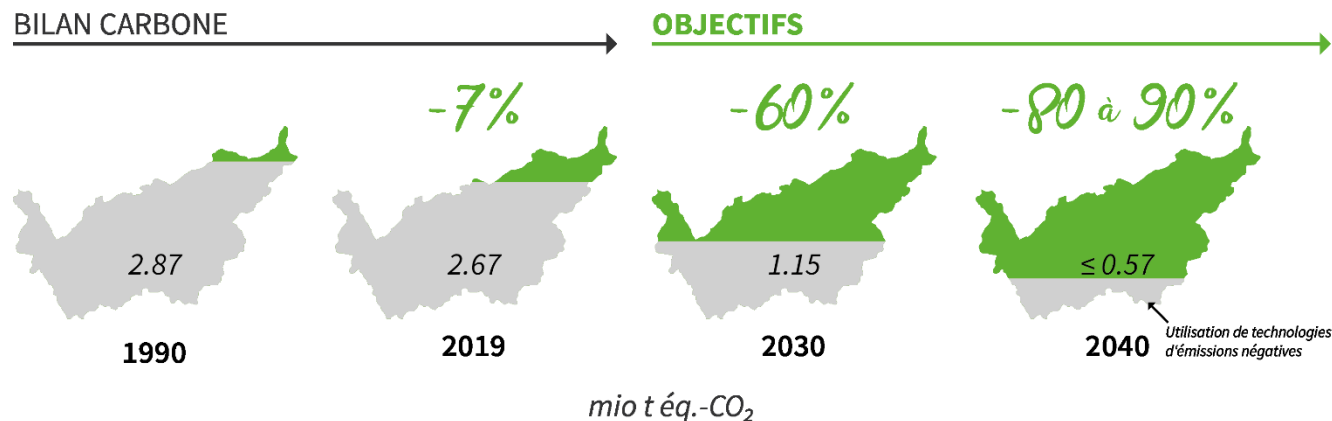 BILAN CARBONE
OBJECTIFS
-7%
-60%
-80 à 90%
2.87
2.67
1.15
≤ 0.57
1990
2019
2030
2040
Utilisation de technologies
d'émissions négatives
mio t éq.-CO₂